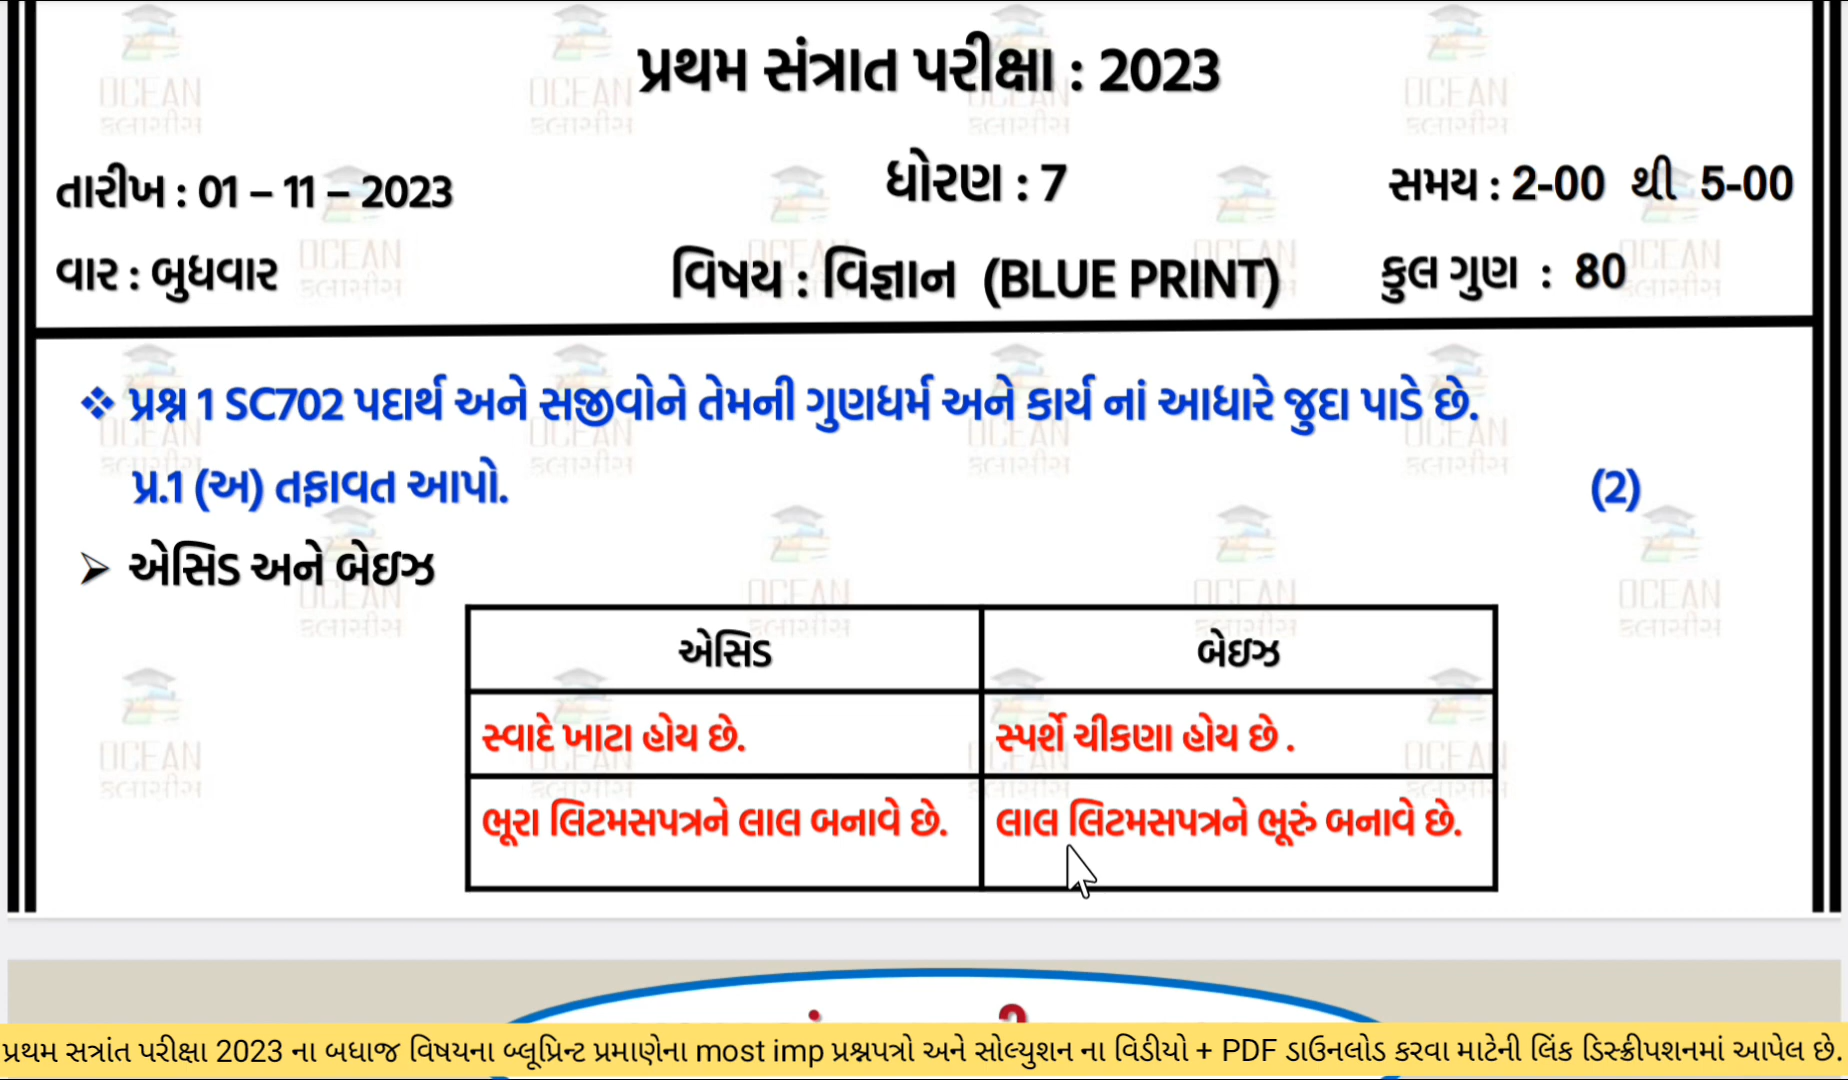 પ્રથમ સંત્રાત પરીક્ષા : 2023
તારીખ : 01 – 11 – 2023
ધોરણ : 7
સમય : 2-00 થી 5-00
વાર : બુધવાર
વિષય : વિજ્ઞાન (BLUE PRINT)
કુલ ગુણ : 80
❖ પ્રશ્ન 1 SC702 પદાર્થ અને સજીવોને તેમની ગુણધર્મ અને કાર્ય નાં આધારે જુદા પાડે છે.
પ્ર.1 (અ) તફાવત આપો. (2)
➢ એસિડ અને બેઇઝ
એસિડ
બેઇઝ
સ્વાદે ખાટા હોય છે.
સ્પર્શે ચીકણા હોય છે .
ભૂરા લિટમસપત્રને લાલ બનાવે છે.
લાલ લિટમસપત્રને ભૂરું બનાવે છે.
પ્રથમ સત્રાંત પરીક્ષા 2023 ના બધાજ વિષયના બ્લૂપ્રિન્ટ પ્રમાણેના most imp પ્રશ્નપત્રો અને સોલ્યુશન ના વિડીયો + PDF ડાઉનલોડ કરવા માટેની લિંક ડિસ્ક્રીપશનમાં આપેલ છે.
OCEAN
કલાસીસ